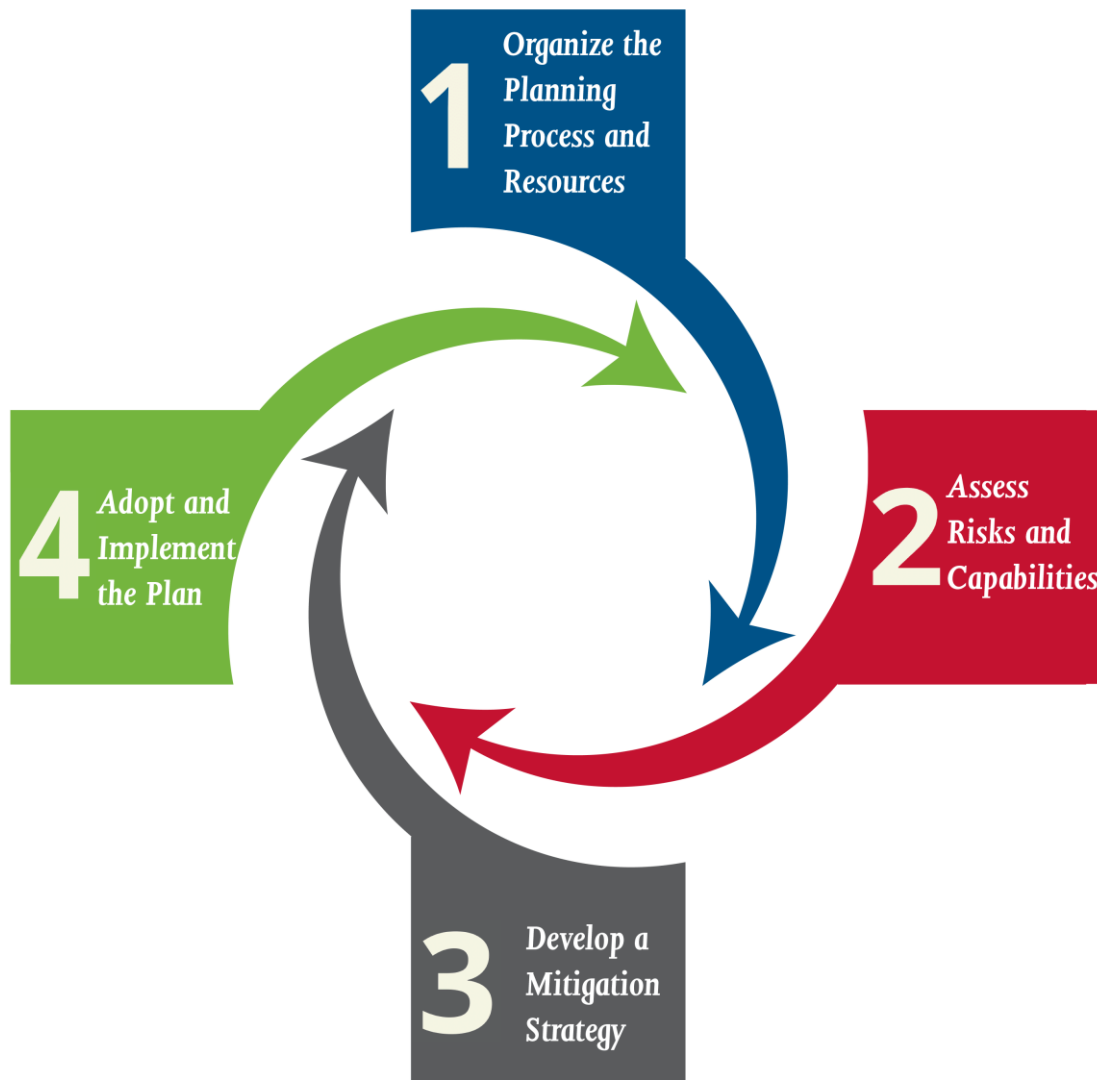 1
Organize the
Planning
Process and
Resources
2
Assess
Risks and
Capabilities
3
Develop a
Mitigation
Strategy
4
Adopt and
Implement
the Plan